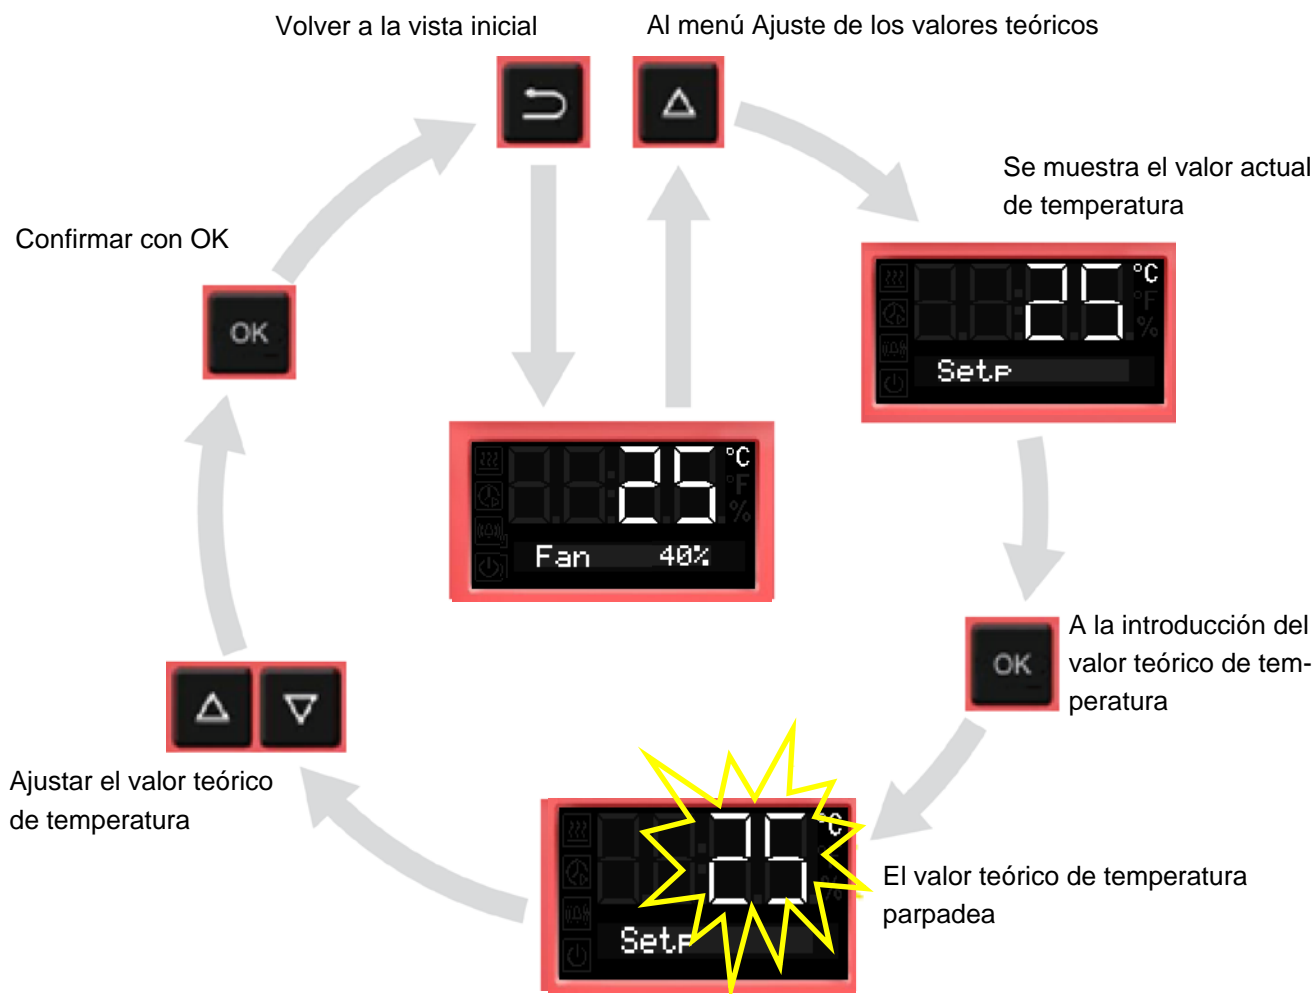 Volver a la vista inicial
Al menú Ajuste de los valores teóricos
Se muestra el valor actual
de temperatura
Confirmar con OK
OK
25 °C
°F
%
Setp
25 °C
°F
%
Fan 40%
OK
A la introducción del
valor teórico de tem-
peratura
Ajustar el valor teórico
de temperatura
25 °C
%
Setp
El valor teórico de temperatura
parpadea